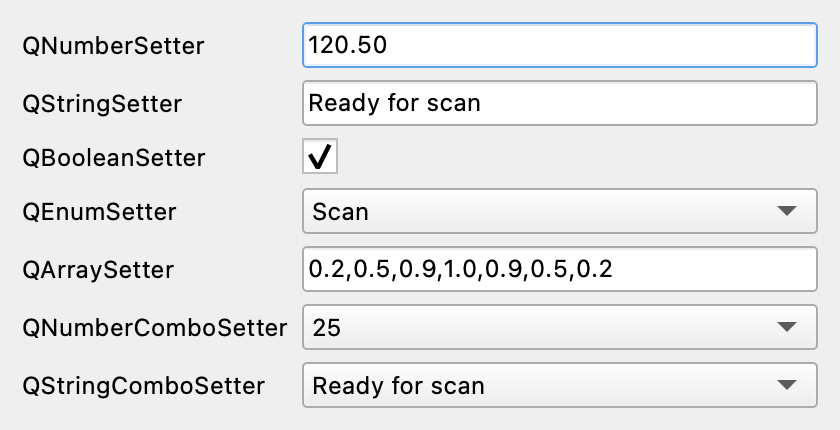 QNumberSetter 120.50
QStringSetter Ready for scan
QBooleanSetter
QEnumSetter Scan
QArraySetter 0.2,0.5,0.9,1.0,0.9,0.5,0.2
QNumberComboSetter 25
QStringComboSetter Ready for scan